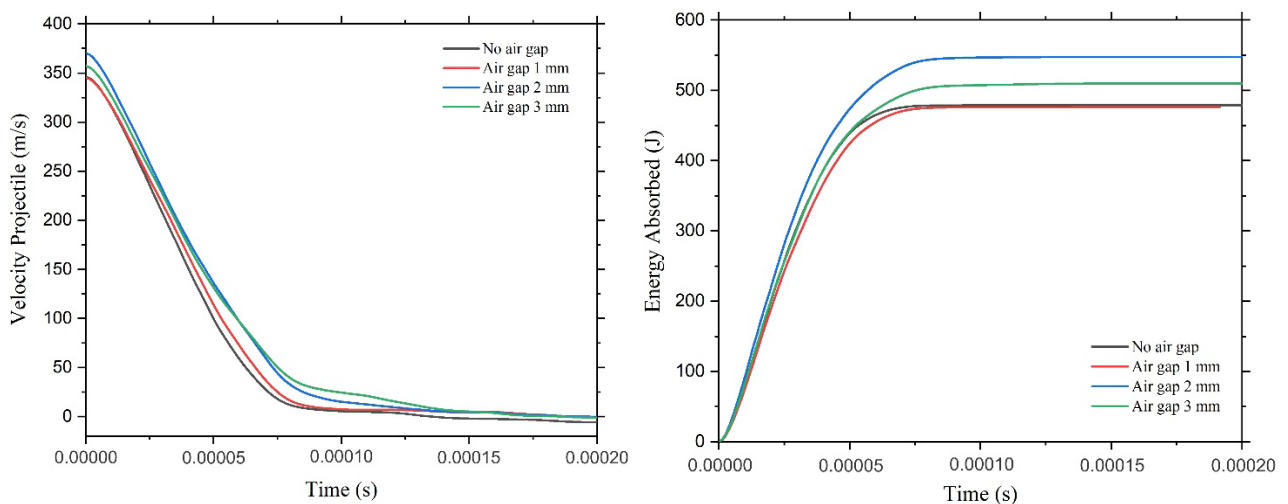 400
350
300
250
200
150
100
50
0
Velocity Projectile (m/s)
No air gap
Air gap 1 mm
Air gap 2 mm
Air gap 3 mm
0.00000 0.00005 0.00010 0.00015 0.00020
Time (s)
600
500
400
300
200
100
0
Energy Absorbed (J)
No air gap
Air gap 1 mm
Air gap 2 mm
Air gap 3 mm
0.00000 0.00005 0.00010 0.00015 0.00020
Time (s)